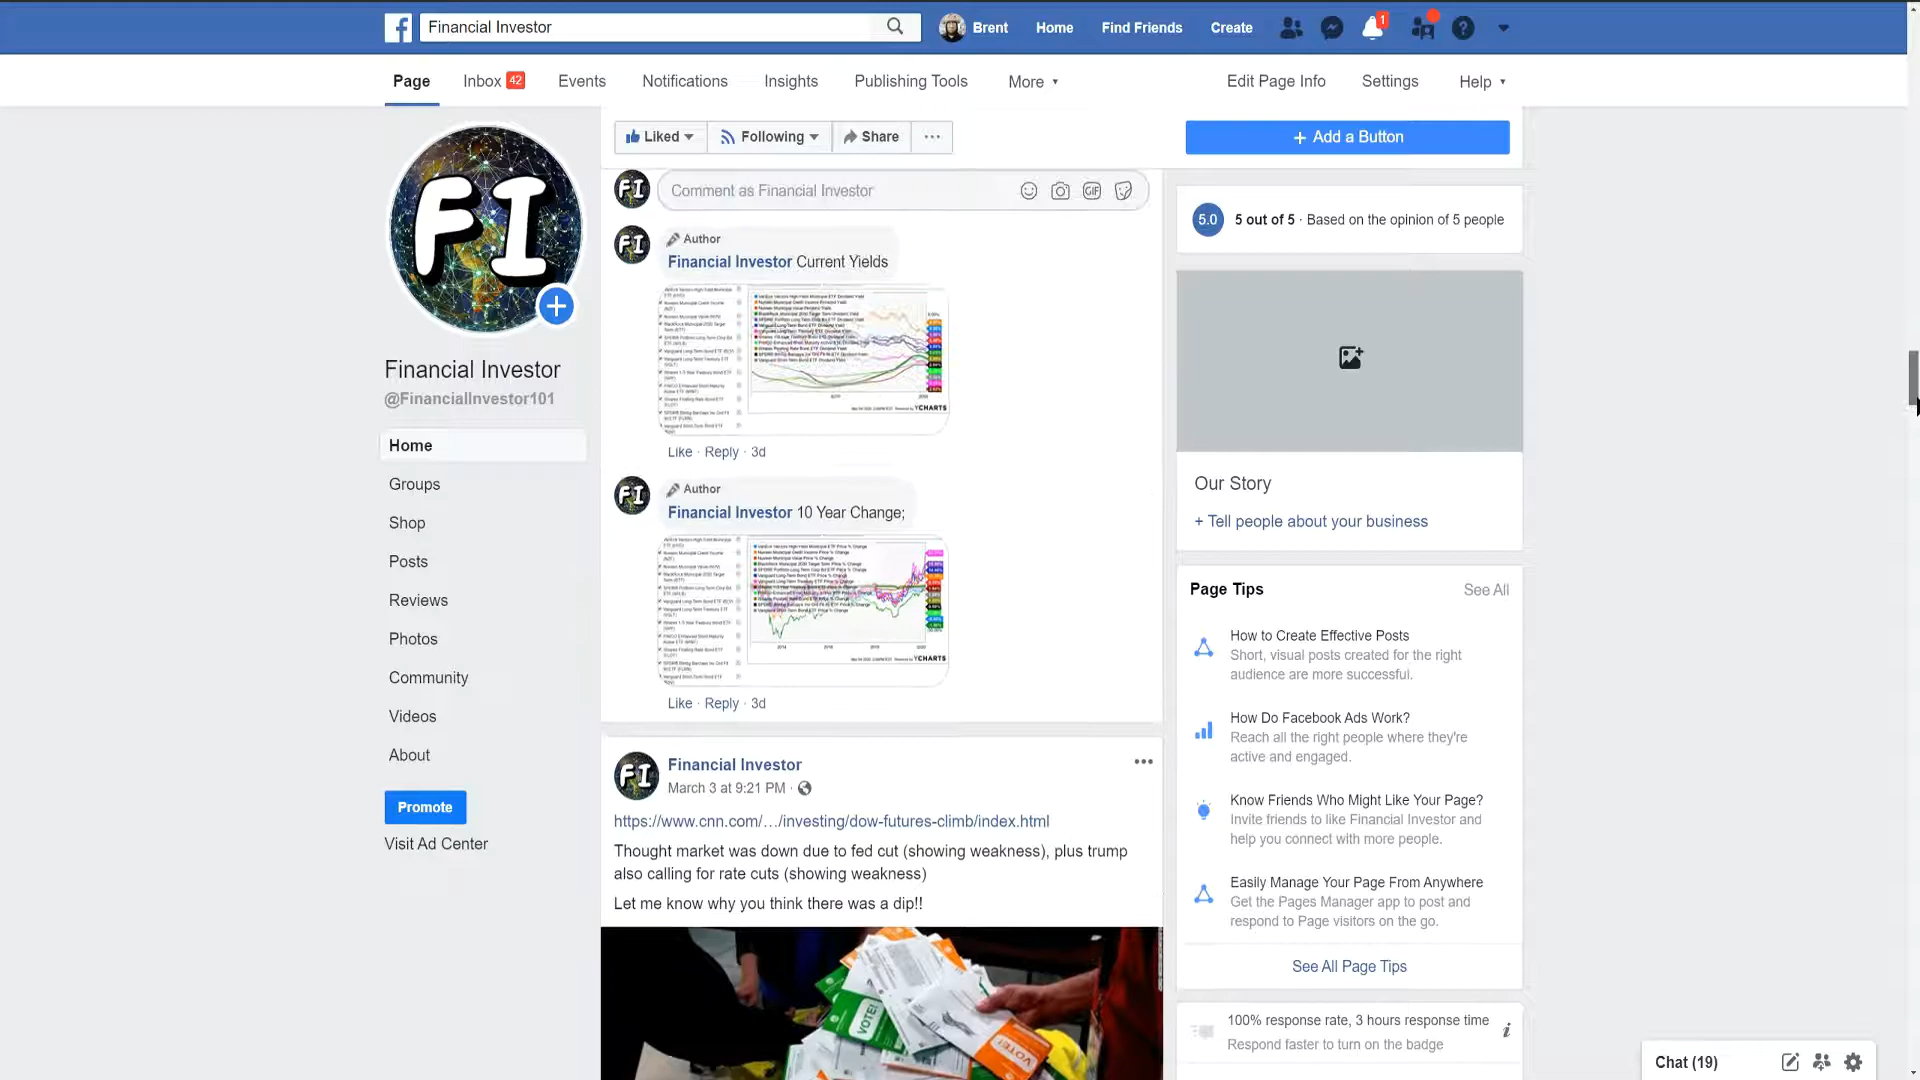 Financial Investor
Brent
Home
Find Friends
Create
1
Page
Inbox 42
Events
Notifications
Insights
Publishing Tools
More
Edit Page Info
Settings
Help
Liked
Following
Share
+ Add a Button
FI
Financial Investor
@FinancialInvestor101
Home
Groups
Shop
Posts
Reviews
Photos
Community
Videos
About
Promote
Visit Ad Center
FI
Comment as Financial Investor
GIF
FI
Author
Financial Investor Current Yields
YCHARTS
Like · Reply · 3d
FI
Author
Financial Investor 10 Year Change;
YCHARTS
Like · Reply · 3d
FI
Financial Investor
March 3 at 9:21 PM ·
https://www.cnn.com/…/investing/dow-futures-climb/index.html
Thought market was down due to fed cut (showing weakness), plus trump
also calling for rate cuts (showing weakness)
Let me know why you think there was a dip!!
VOTE!
VOTE!
5.0
5 out of 5 · Based on the opinion of 5 people
Our Story
+ Tell people about your business
Page Tips
See All
How to Create Effective Posts
Short, visual posts created for the right
audience are more successful.
How Do Facebook Ads Work?
Reach all the right people where they're
active and engaged.
Know Friends Who Might Like Your Page?
Invite friends to like Financial Investor and
help you connect with more people.
Easily Manage Your Page From Anywhere
Get the Pages Manager app to post and
respond to Page visitors on the go.
See All Page Tips
100% response rate, 3 hours response time
Respond faster to turn on the badge
Chat (19)